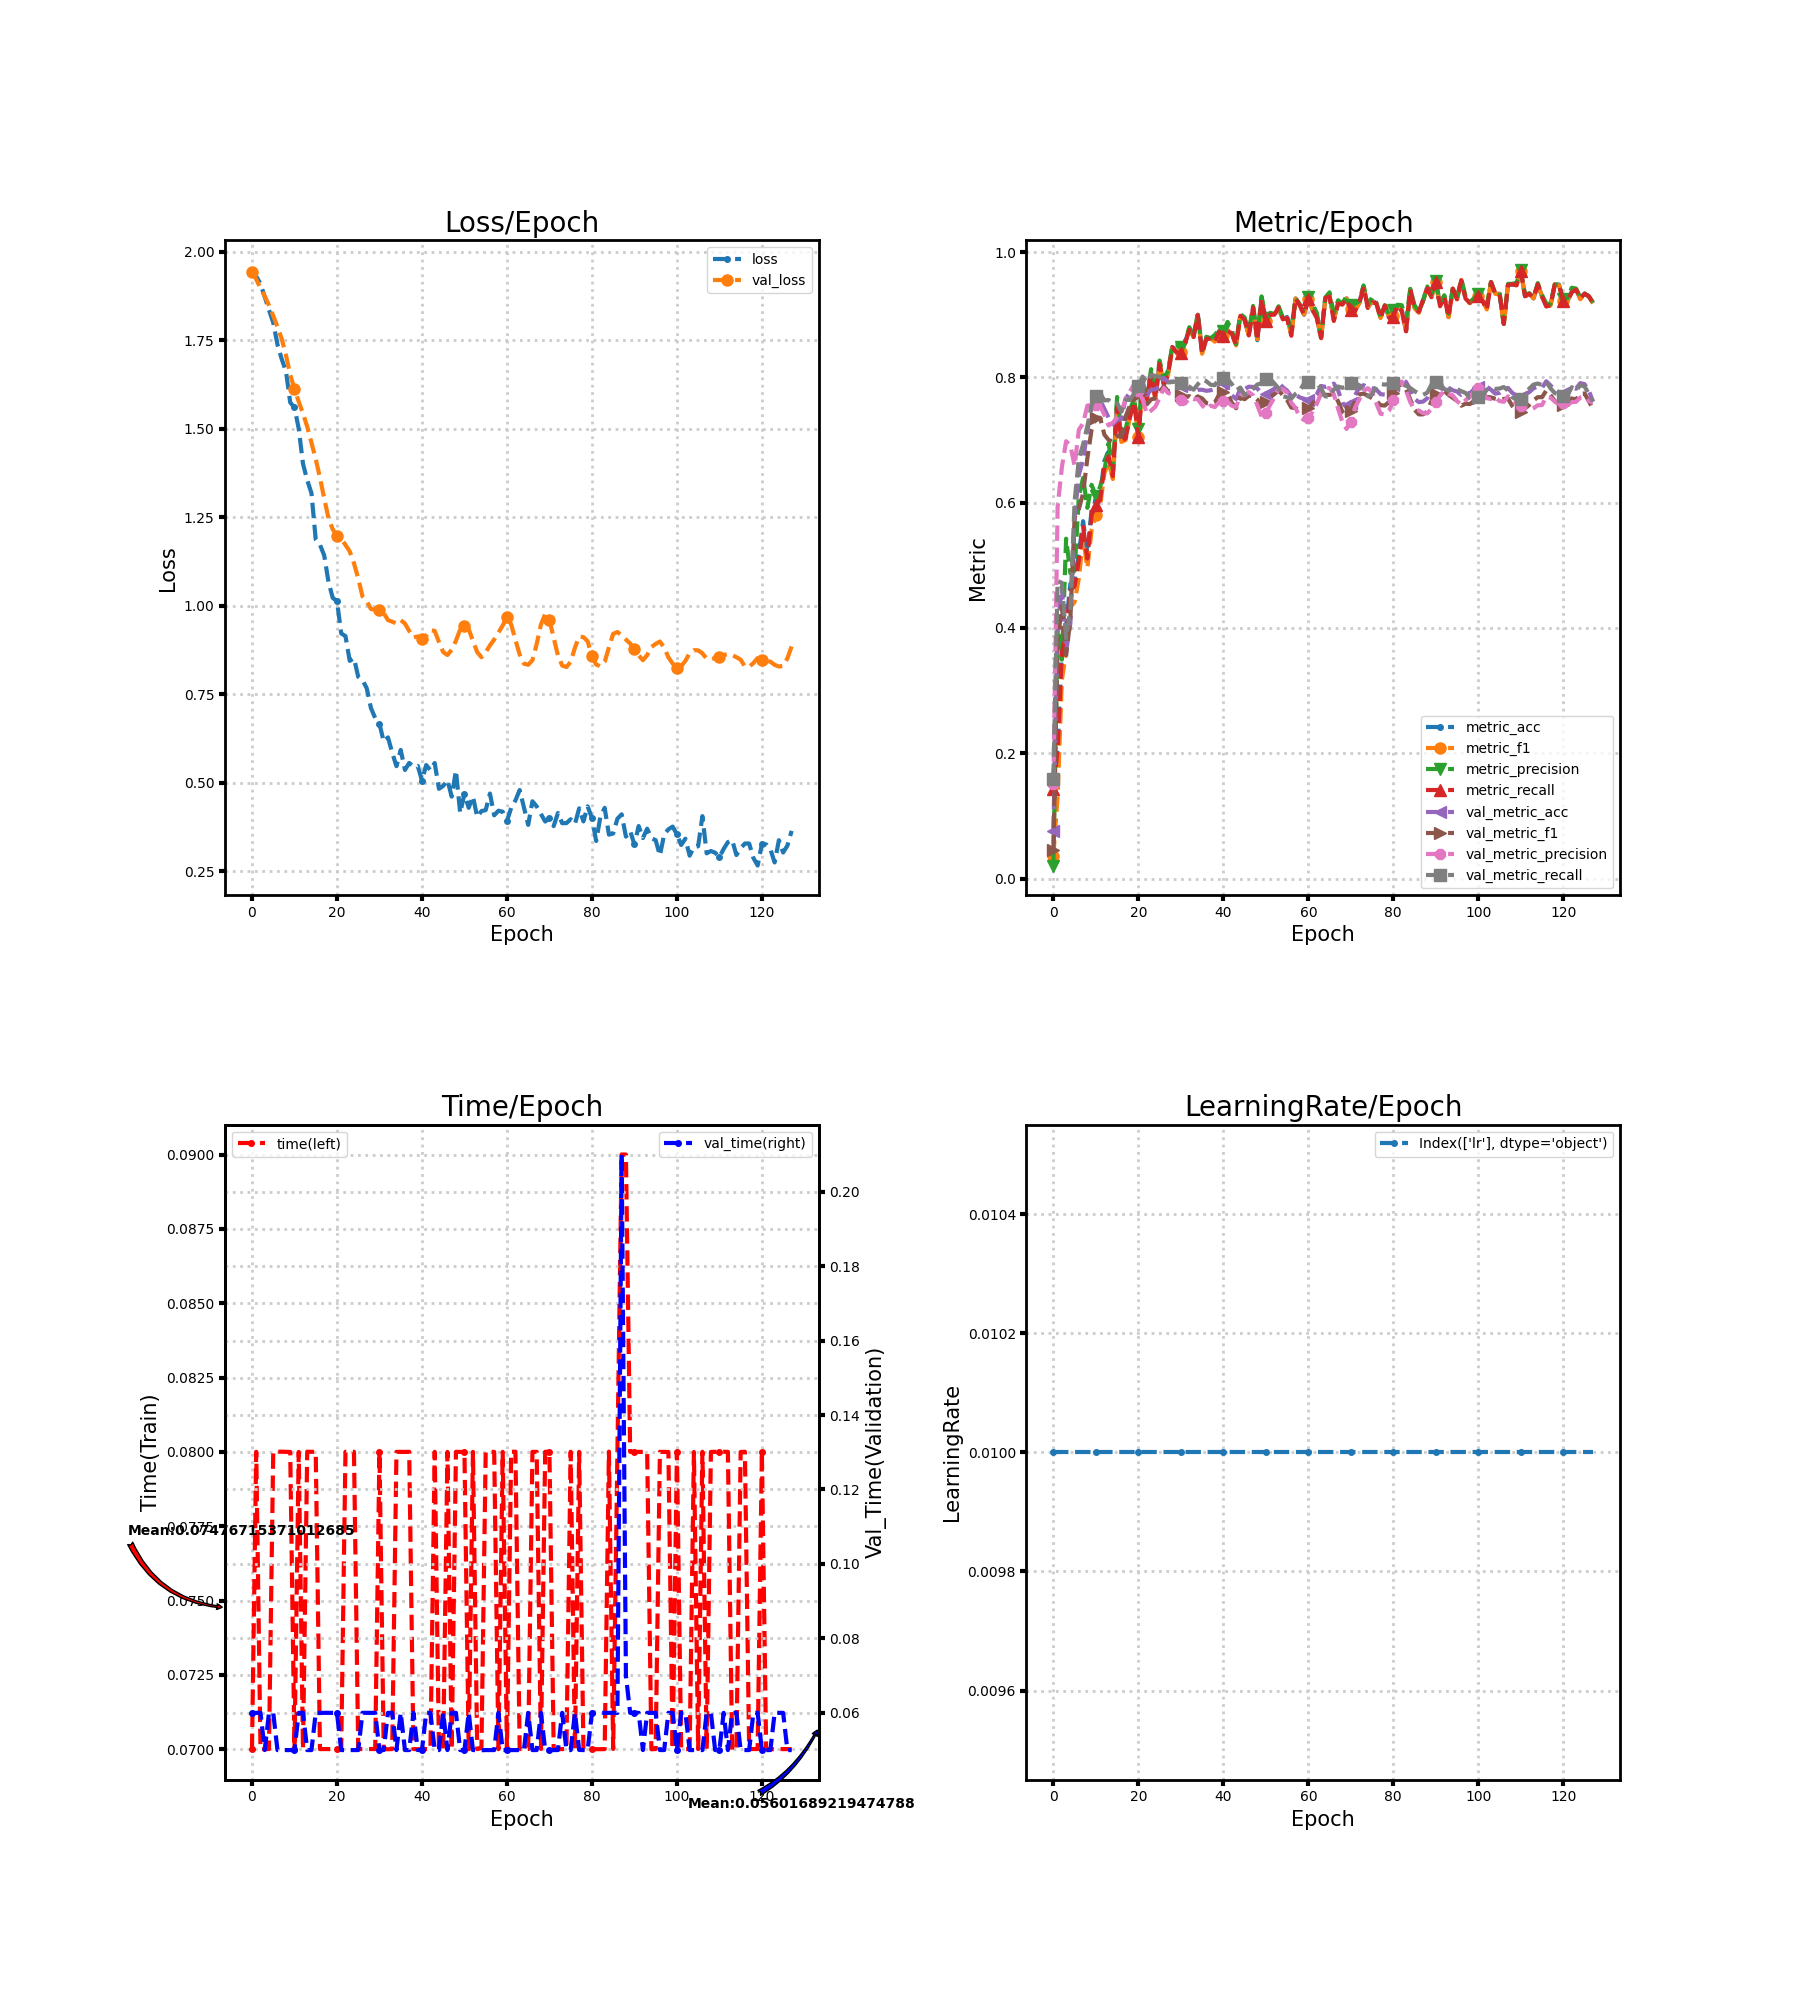 Loss/Epoch
2.00
1.75
1.50
1.25
1.00
0.75
0.50
0.25
Loss
0 20 40 60 80 100 120
Epoch
loss
val_loss
Metric/Epoch
1.0
0.8
0.6
0.4
0.2
0.0
Metric
0 20 40 60 80 100 120
Epoch
metric_acc
metric_f1
metric_precision
metric_recall
val_metric_acc
val_metric_f1
val_metric_precision
val_metric_recall
Time/Epoch
time(left)
val_time(right)
0.0900
0.0875
0.0850
0.0825
0.0800
0.0775
0.0750
0.0725
0.0700
Time(Train)
Mean:0.07476715371012685
0.20
0.18
0.16
0.14
0.12
0.10
0.08
0.06
Val_Time(Validation)
0 20 40 60 80 100 120
Mean:0.05601689219474788
Epoch
LearningRate/Epoch
Index(['lr'], dtype='object')
0.0104
0.0102
0.0100
0.0098
0.0096
LearningRate
0 20 40 60 80 100 120
Epoch